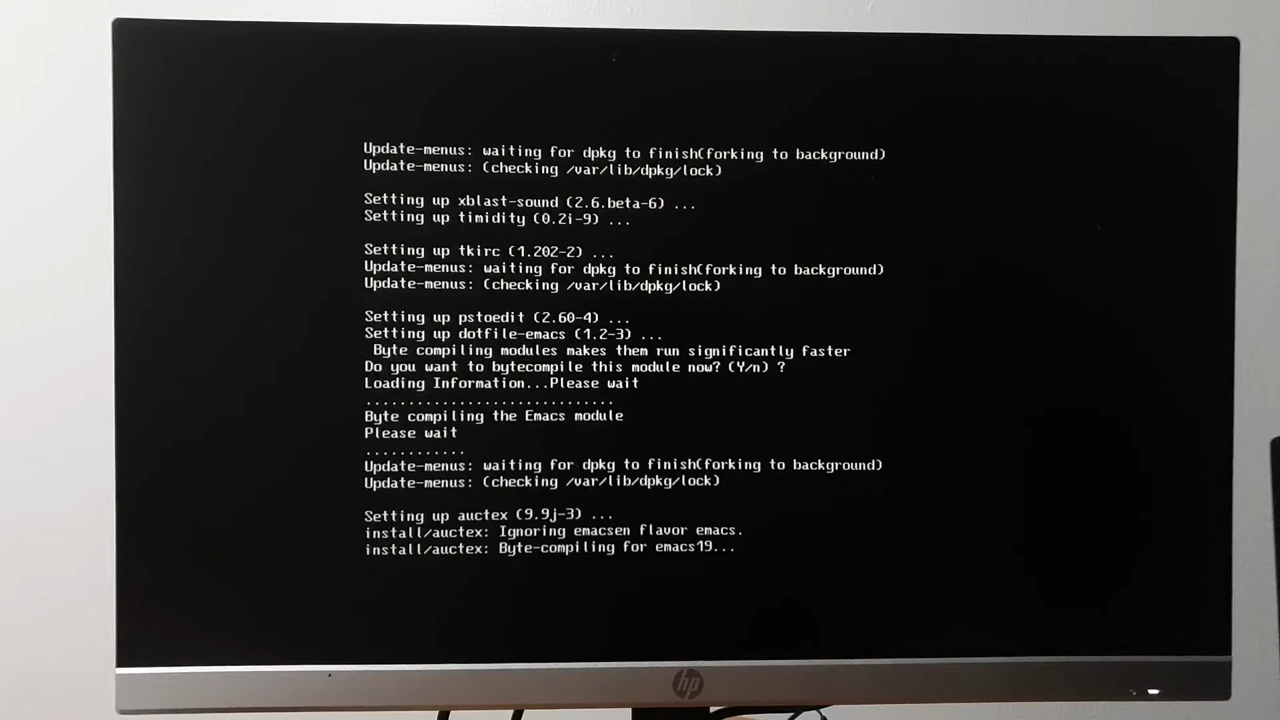 Update-menus: waiting for dpkg to finish(forking to background)
Update-menus: (checking /var/lib/dpkg/lock)
Setting up xblast-sound (2.6.beta-6) ...
Setting up timidity (0.2i-9) ...
Setting up tkirc (1.202-2) ...
Update-menus: waiting for dpkg to finish(forking to background)
Update-menus: (checking /var/lib/dpkg/lock)
Setting up pstoedit (2.60-4) ...
Setting up dotfile-emacs (1.2-3) ...
Byte compiling modules makes them run significantly faster
Do you want to bytecompile this module now? (Y/n) ?
Loading Information...Please wait
..............................
Byte compiling the Emacs module
Please wait
............
Update-menus: waiting for dpkg to finish(forking to background)
Update-menus: (checking /var/lib/dpkg/lock)
Setting up auctex (9.9j-3) ...
install/auctex: Ignoring emacsen flavor emacs.
install/auctex: Byte-compiling for emacs19...
hp